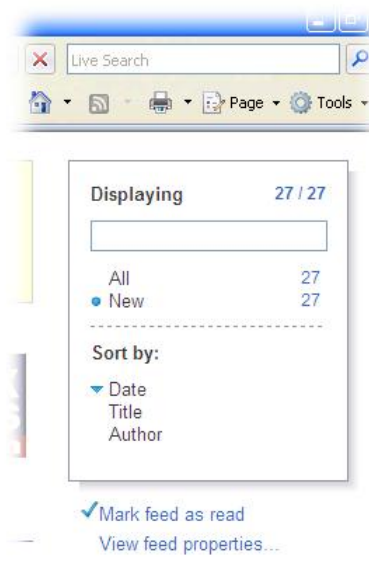 Live Search
Page Tools
Displaying 27 / 27
All 27
New 27
Sort by:
Date
Title
Author
Mark feed as read
View feed properties...